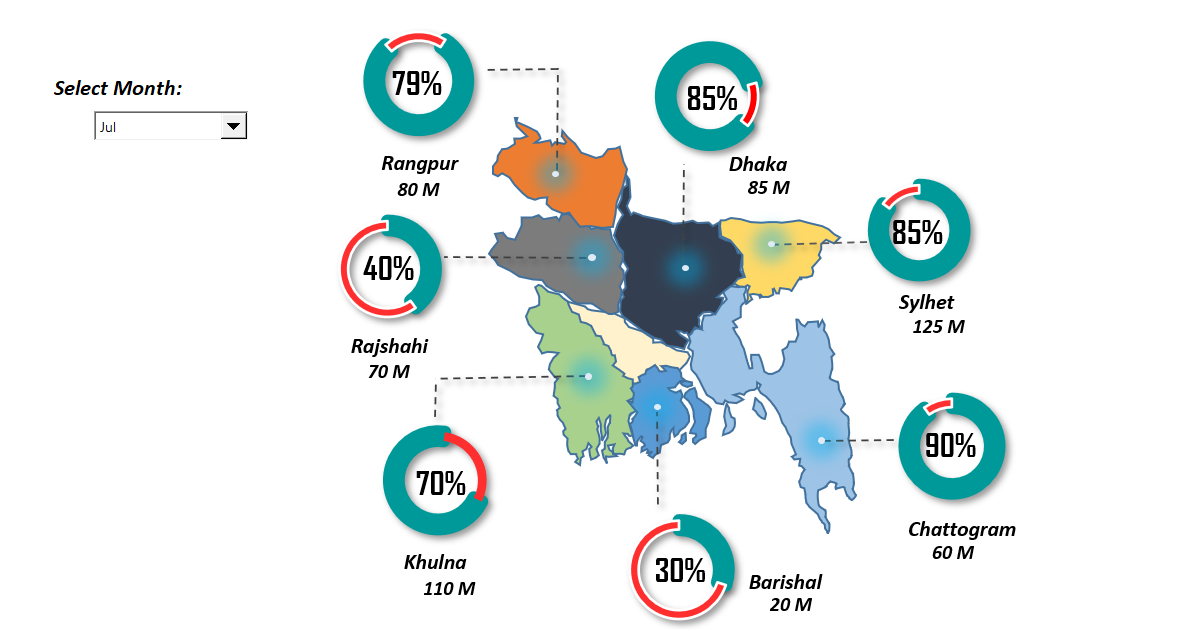 Select Month:
Jul
79%
Rangpur
80 M
85%
Dhaka
85 M
85%
Sylhet
125 M
40%
Rajshahi
70 M
70%
Khulna
110 M
30%
Barishal
20 M
90%
Chattogram
60 M